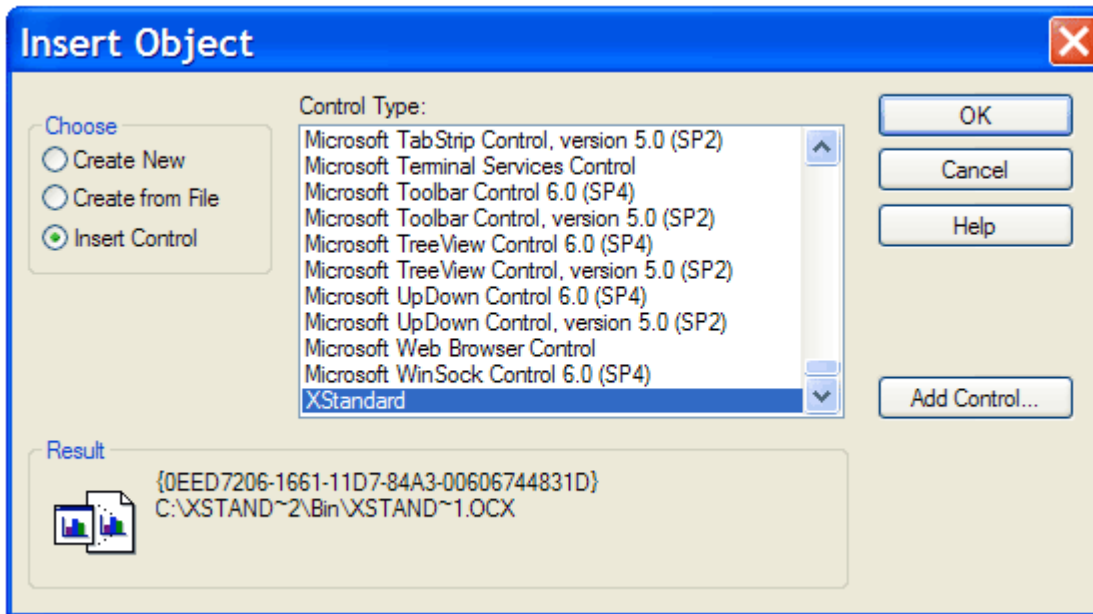 Insert Object
Choose
Create New
Create from File
Insert Control
Control Type:
Microsoft TabStrip Control, version 5.0 (SP2)
Microsoft Terminal Services Control
Microsoft Toolbar Control 6.0 (SP4)
Microsoft Toolbar Control, version 5.0 (SP2)
Microsoft TreeView Control 6.0 (SP4)
Microsoft TreeView Control, version 5.0 (SP2)
Microsoft UpDown Control 6.0 (SP4)
Microsoft UpDown Control, version 5.0 (SP2)
Microsoft Web Browser Control
Microsoft WinSock Control 6.0 (SP4)
XStandard
OK
Cancel
Help
Add Control...
Result
{0EED7206-1661-11D7-84A3-00606744831D}
C:\XSTAND~2\Bin\XSTAND~1.OCX